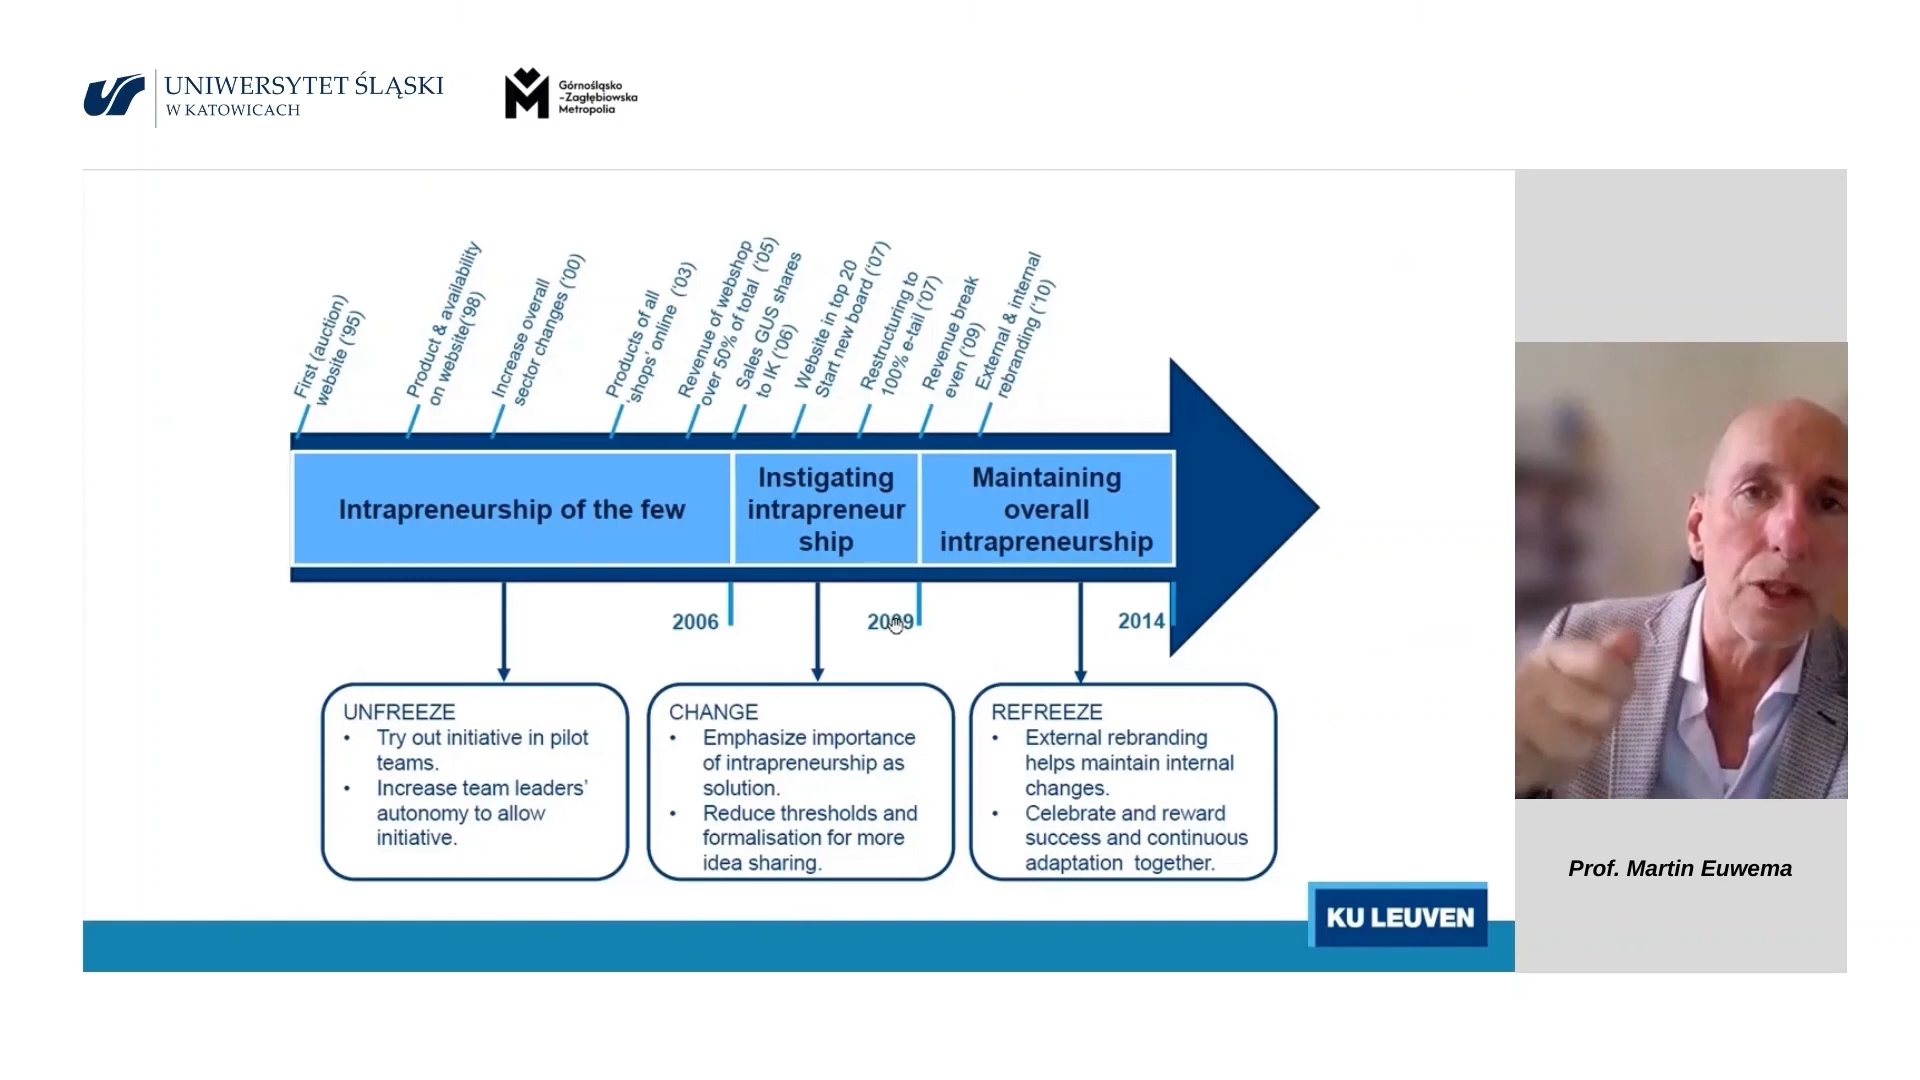 UNIWERSYTET ŚLĄSKI
W KATOWICACH
Górnośląsko
-Zagłębiowska
Metropolia
First (auction)
website ('95)
Product & availability
on website('98)
Increase overall
sector changes ('00)
Products of all
'shops' online ('03)
Revenue of webshop
over 50% of total ('05)
Sales GUS shares
to IK ('06)
Website in top 20
Start new board ('07)
Restructuring to
100% e-tail ('07)
Revenue break
even ('09)
External & internal
rebranding ('10)
Intrapreneurship of the few
Instigating
intrapreneur
ship
Maintaining
overall
intrapreneurship
2006
2009
2014
UNFREEZE
• Try out initiative in pilot
teams.
• Increase team leaders'
autonomy to allow
initiative.
CHANGE
• Emphasize importance
of intrapreneurship as
solution.
• Reduce thresholds and
formalisation for more
idea sharing.
REFREEZE
• External rebranding
helps maintain internal
changes.
• Celebrate and reward
success and continuous
adaptation together.
KU LEUVEN
Prof. Martin Euwema